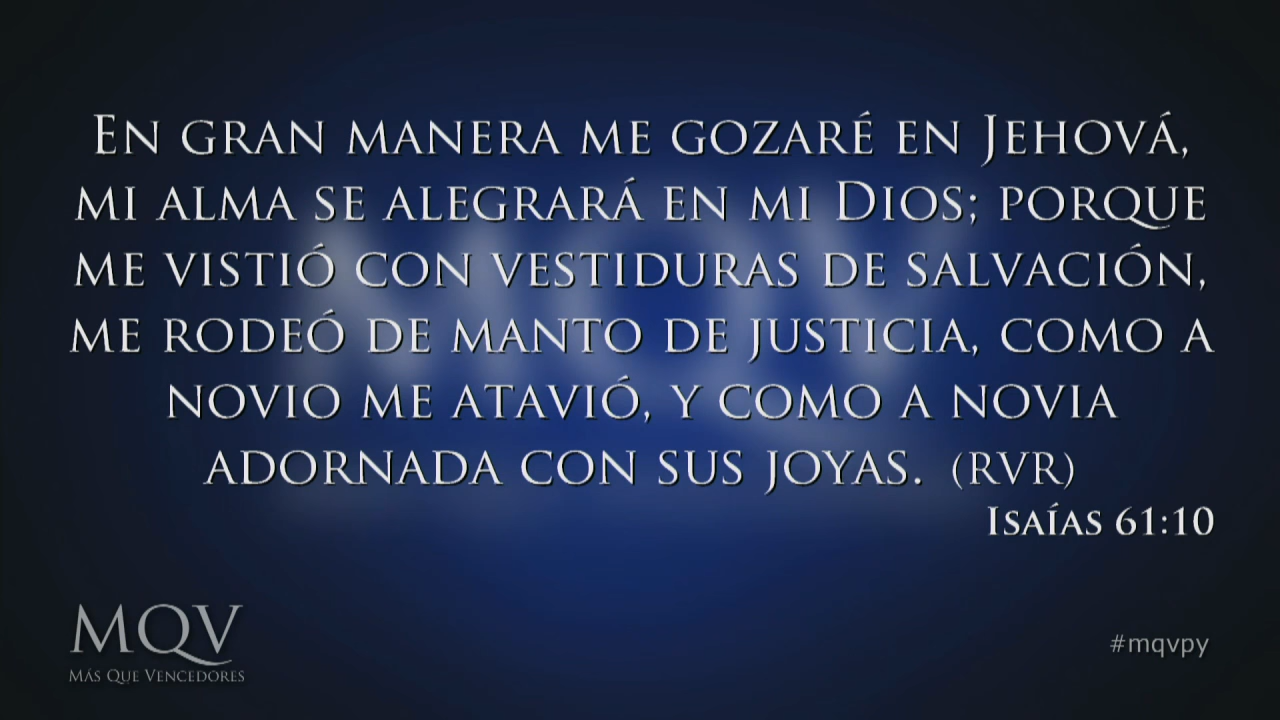 En gran manera me gozaré en Jehová,
mi alma se alegrará en mi Dios; porque
me vistió con vestiduras de salvación,
me rodeó de manto de justicia, como a
novio me atavió, y como a novia
adornada con sus joyas. (RVR)
Isaías 61:10
MQV
Más Que Vencedores
#mqvpy